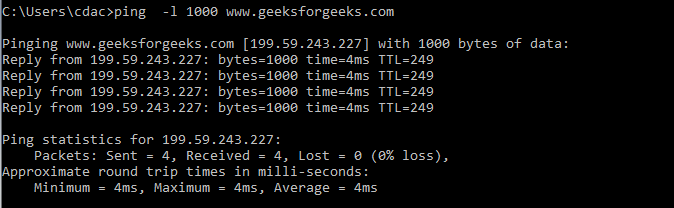 C:\Users\cdac>ping  -l 1000 www.geeksforgeeks.com
Pinging www.geeksforgeeks.com [199.59.243.227] with 1000 bytes of data:
Reply from 199.59.243.227: bytes=1000 time=4ms TTL=249
Reply from 199.59.243.227: bytes=1000 time=4ms TTL=249
Reply from 199.59.243.227: bytes=1000 time=4ms TTL=249
Reply from 199.59.243.227: bytes=1000 time=4ms TTL=249
Ping statistics for 199.59.243.227:
    Packets: Sent = 4, Received = 4, Lost = 0 (0% loss),
Approximate round trip times in milli-seconds:
    Minimum = 4ms, Maximum = 4ms, Average = 4ms